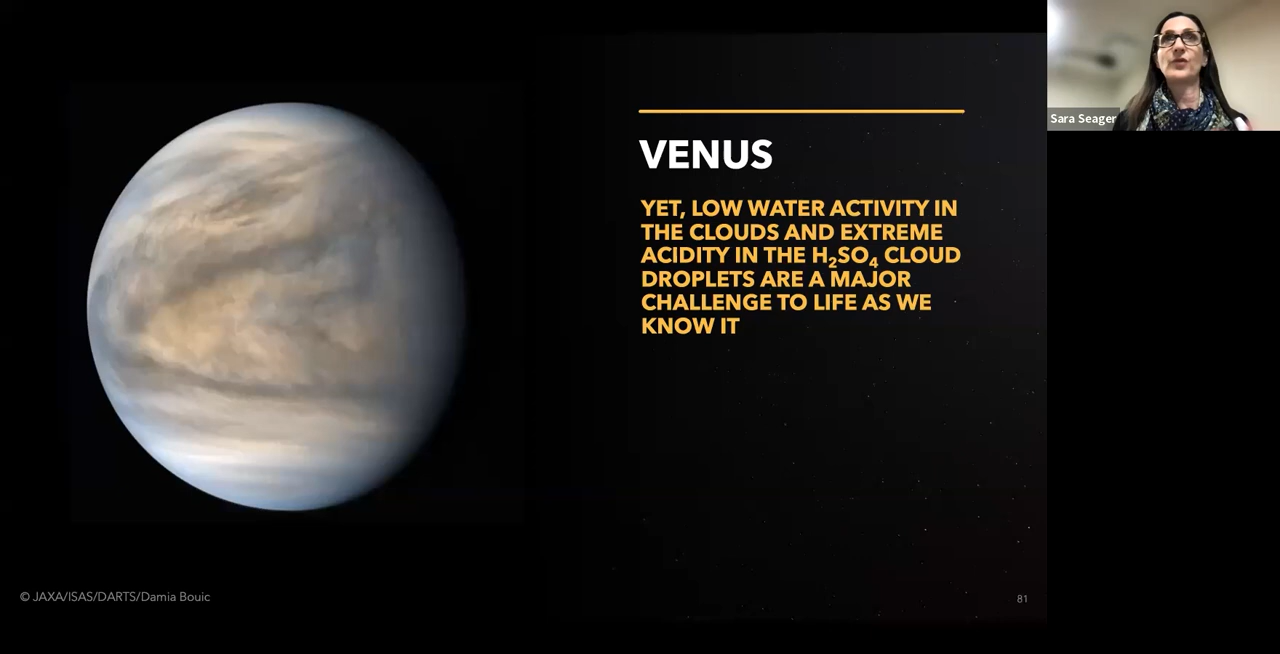 Sara Seager
VENUS
YET, LOW WATER ACTIVITY IN
THE CLOUDS AND EXTREME
ACIDITY IN THE H₂SO₄ CLOUD
DROPLETS ARE A MAJOR
CHALLENGE TO LIFE AS WE
KNOW IT
© JAXA/ISAS/DARTS/Damia Bouic
81